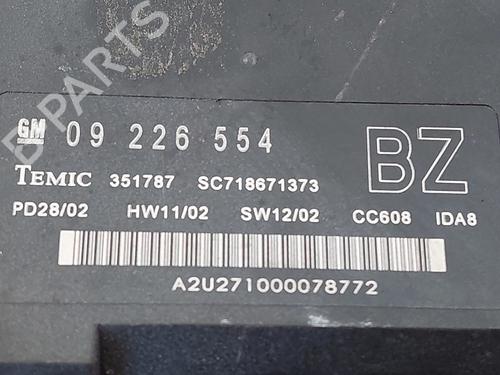 B PARTS
GM 09 226 554 BZ
TEMIC 351787 SC718671373
PD28/02 HW11/02 SW12/02 CC608 IDA8
A2U271000078772